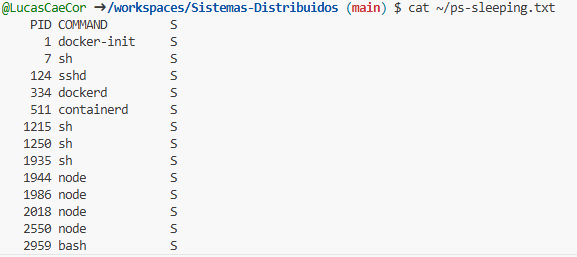 @LucasCaeCor ➜/workspaces/Sistemas-Distribuidos (main) $ cat ~/ps-sleeping.txt
PID COMMAND S
1 docker-init S
7 sh S
124 sshd S
334 dockerd S
511 containerd S
1215 sh S
1250 sh S
1935 sh S
1944 node S
1986 node S
2018 node S
2550 node S
2959 bash S